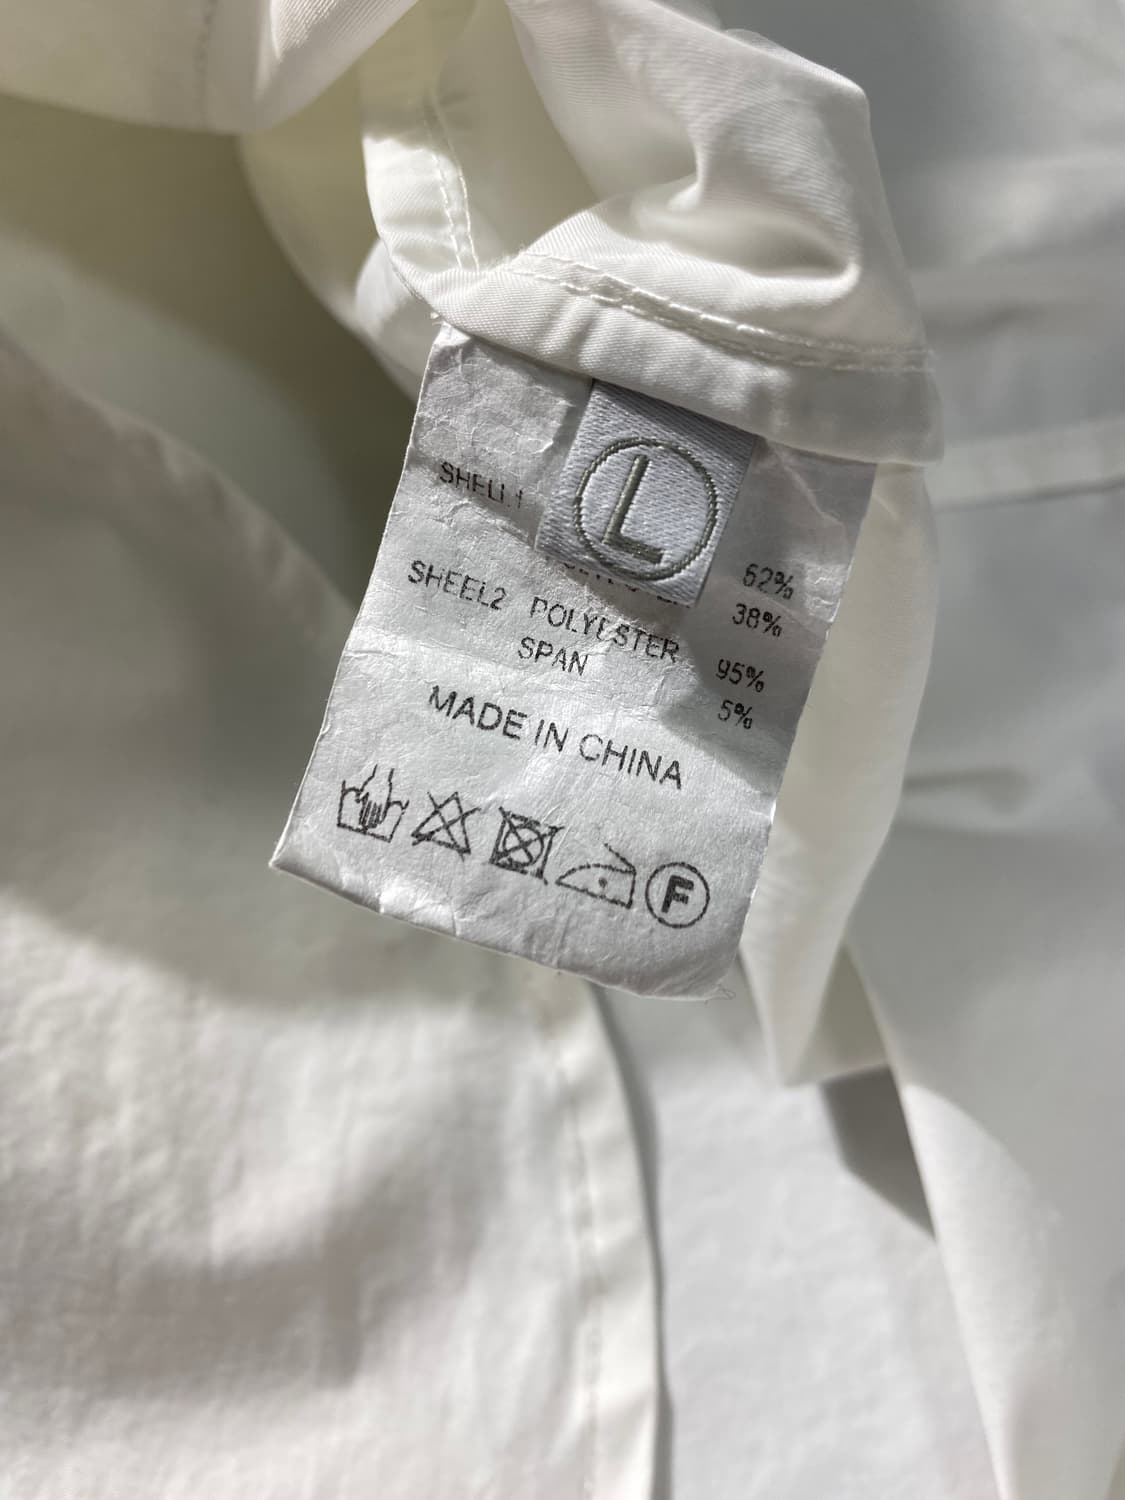 L
SHELL1
62%
38%
SHEEL2 POLYESTER 95%
SPAN 5%
MADE IN CHINA
F